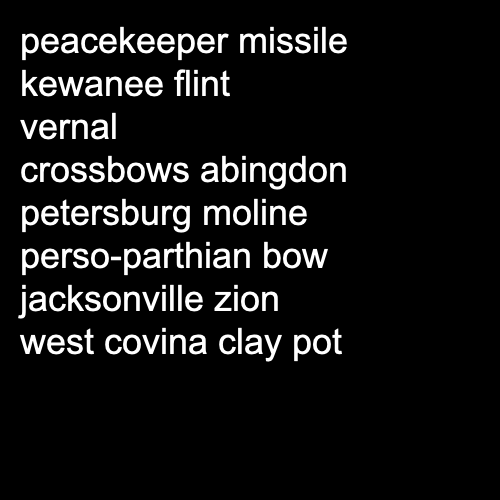 peacekeeper missile
kewanee flint
vernal
crossbows abingdon
petersburg moline
perso-parthian bow
jacksonville zion
west covina clay pot